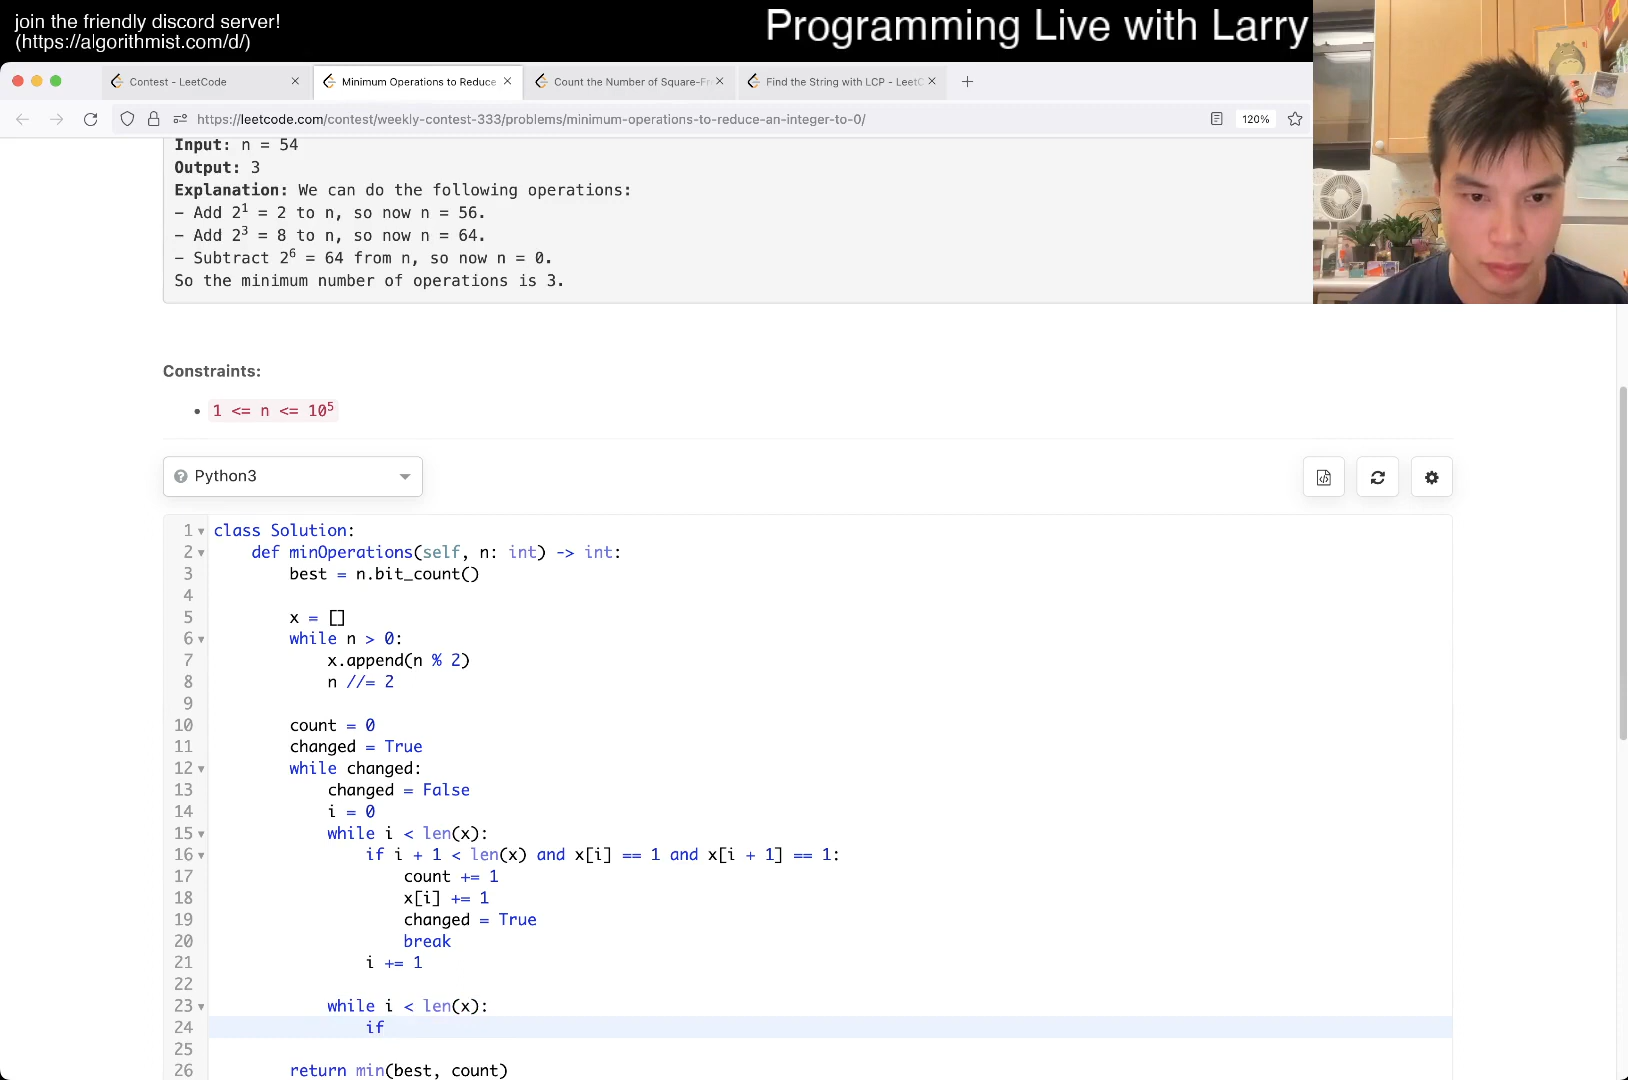 join the friendly discord server!
(https://algorithmist.com/d/)
Programming Live with Larry
Contest - LeetCode
Minimum Operations to Reduce
Count the Number of Square-Fr
Find the String with LCP - LeetC
https://leetcode.com/contest/weekly-contest-333/problems/minimum-operations-to-reduce-an-integer-to-0/
120%
Input: n = 54
Output: 3
Explanation: We can do the following operations:
- Add 2^1 = 2 to n, so now n = 56.
- Add 2^3 = 8 to n, so now n = 64.
- Subtract 2^6 = 64 from n, so now n = 0.
So the minimum number of operations is 3.
Constraints:
• 1 <= n <= 10^5
Python3
1 class Solution:
2     def minOperations(self, n: int) -> int:
3         best = n.bit_count()
4
5         x = []
6         while n > 0:
7             x.append(n % 2)
8             n //= 2
9
10         count = 0
11         changed = True
12         while changed:
13             changed = False
14             i = 0
15             while i < len(x):
16                 if i + 1 < len(x) and x[i] == 1 and x[i + 1] == 1:
17                     count += 1
18                     x[i] += 1
19                     changed = True
20                     break
21                 i += 1
22
23             while i < len(x):
24                 if
25
26         return min(best, count)